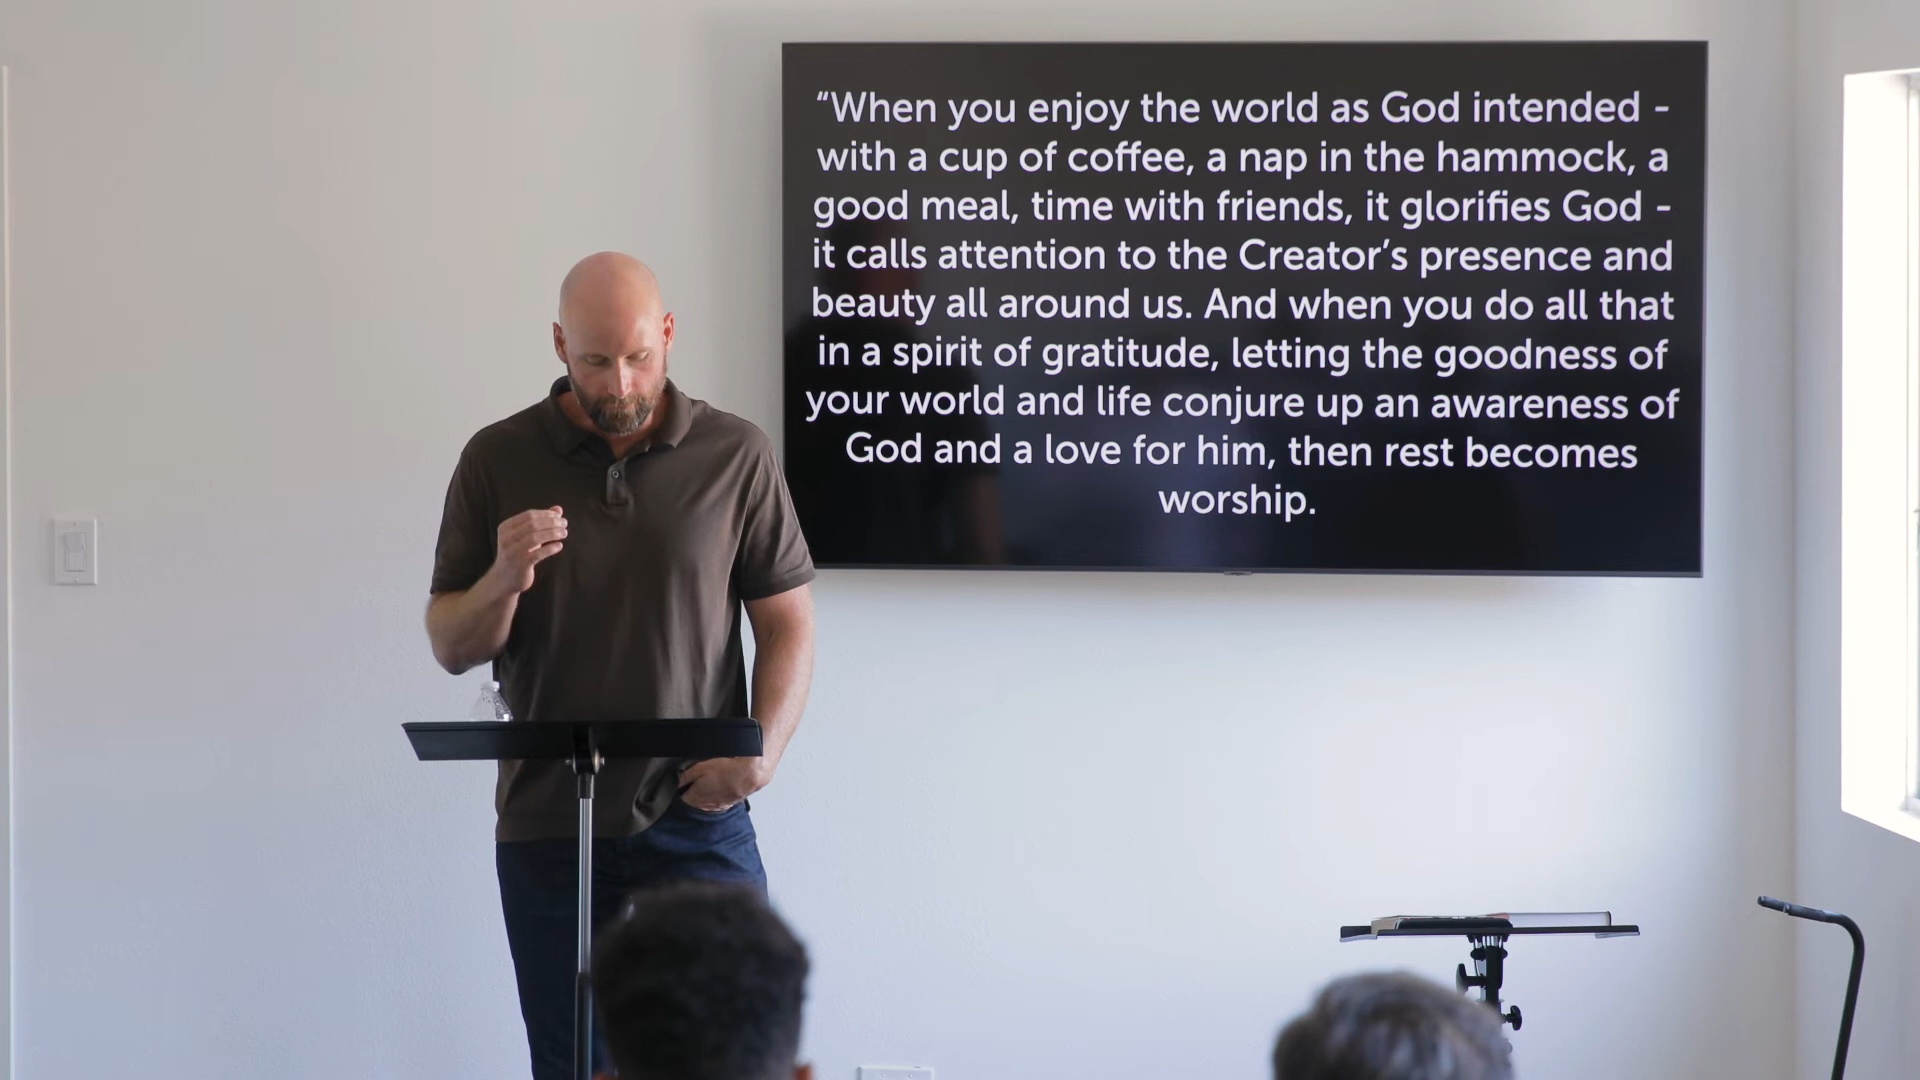 “When you enjoy the world as God intended -
with a cup of coffee, a nap in the hammock, a
good meal, time with friends, it glorifies God -
it calls attention to the Creator’s presence and
beauty all around us. And when you do all that
in a spirit of gratitude, letting the goodness of
your world and life conjure up an awareness of
God and a love for him, then rest becomes
worship.